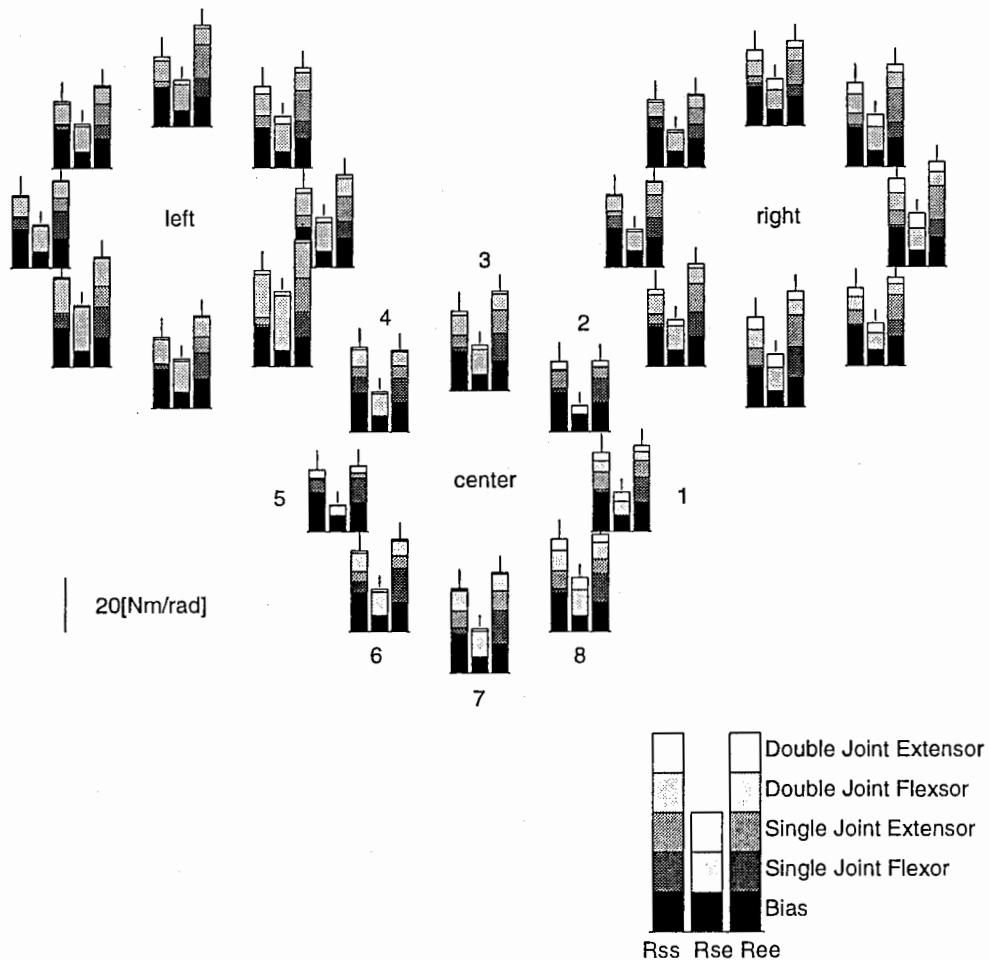 left
right
3
4
2
center
5
1
20[Nm/rad]
6
8
7
Double Joint Extensor
Double Joint Flexsor
Single Joint Extensor
Single Joint Flexor
Bias
Rss Rse Ree